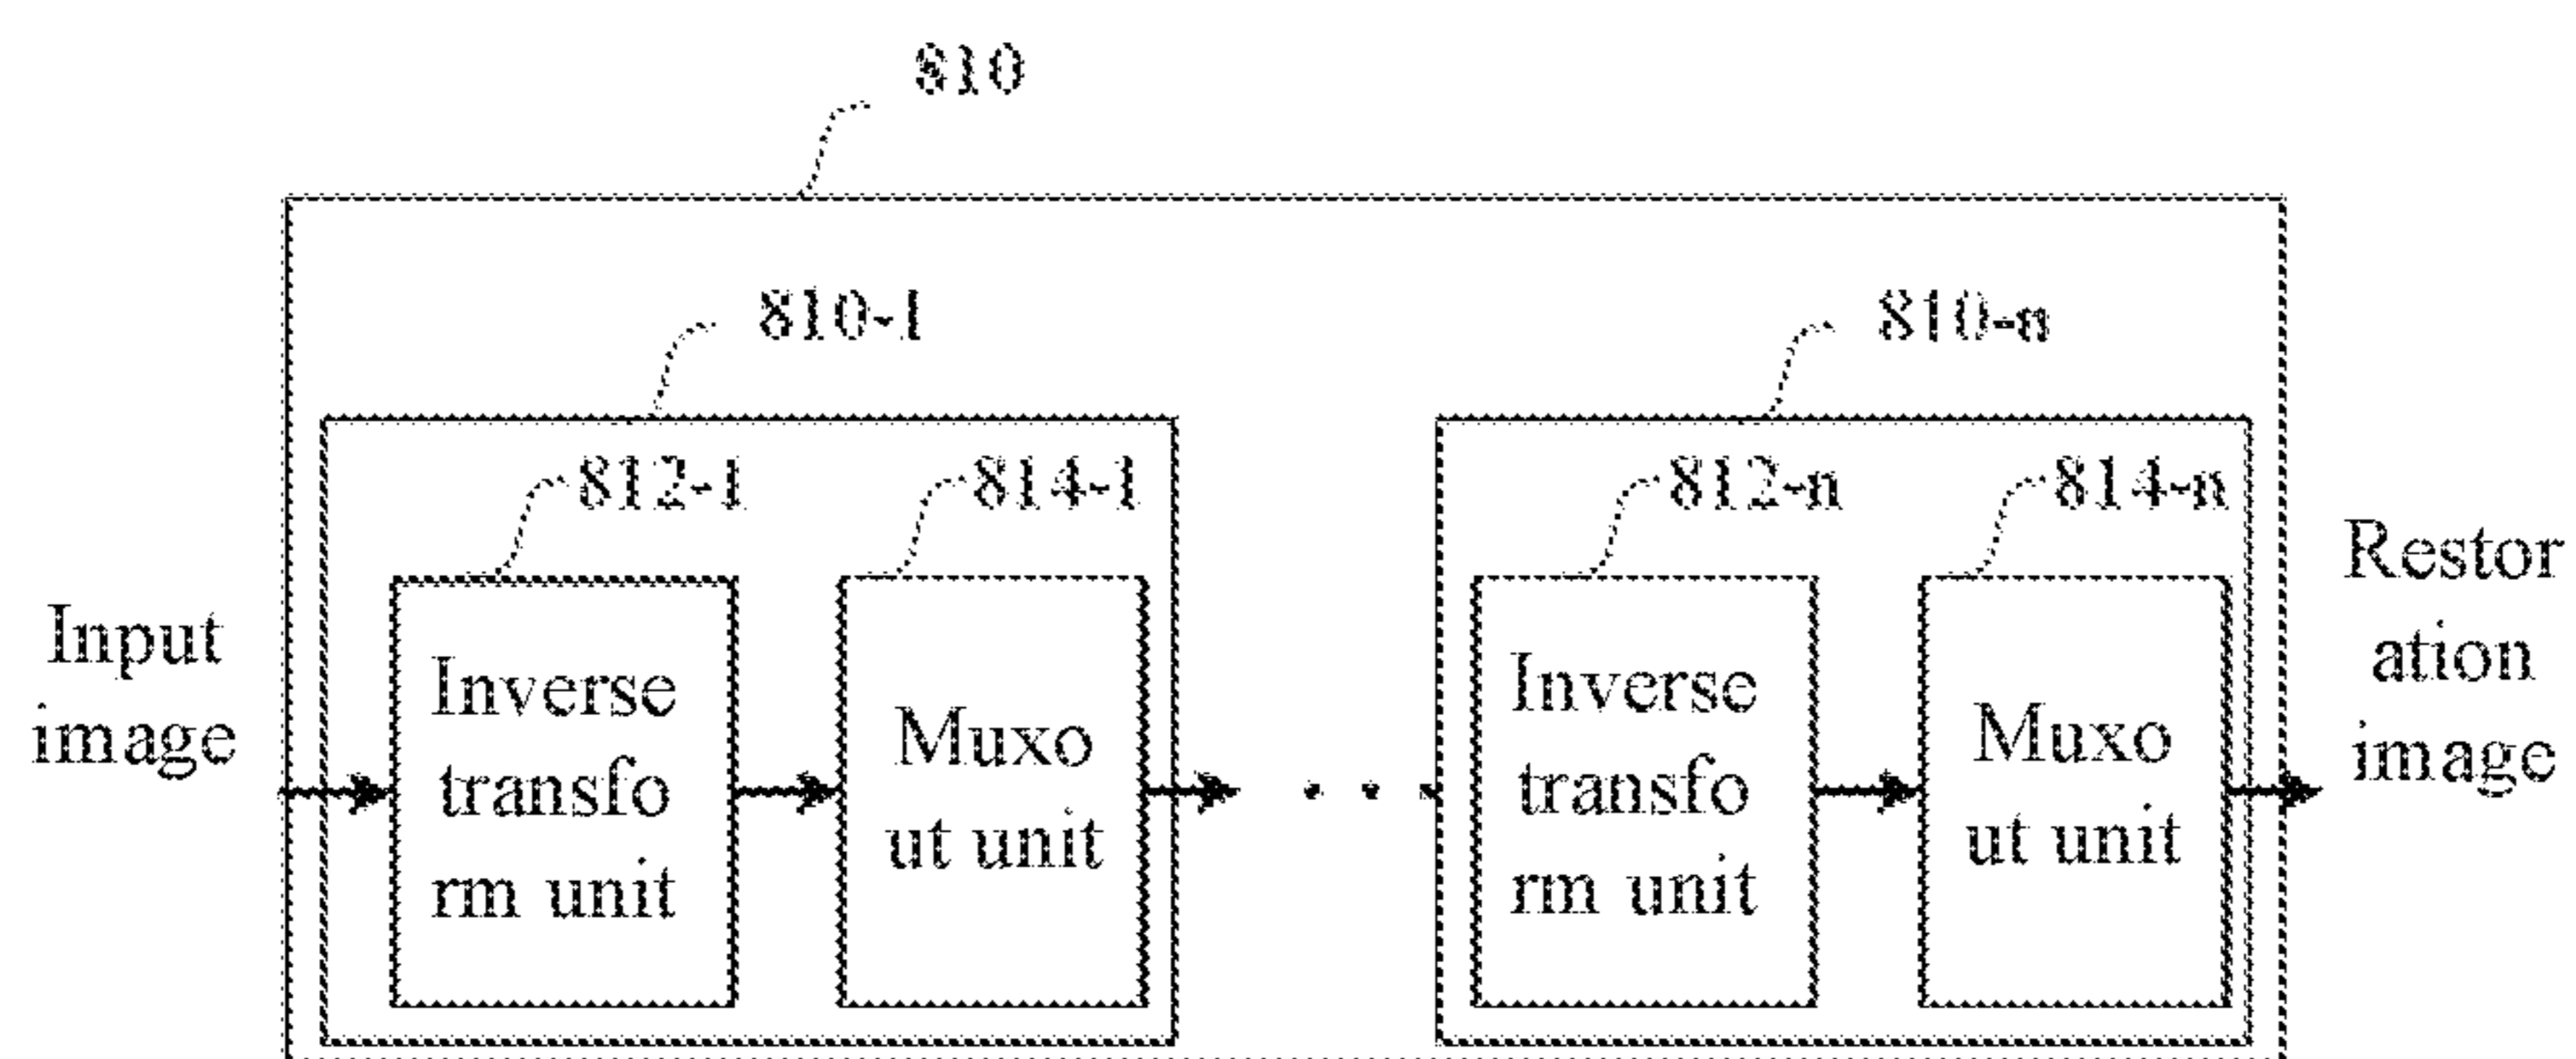 810
810-1
810-n
812-1
814-1
812-n
814-n
Input
image
Inverse
transfo
rm unit
Muxo
ut unit
Inverse
transfo
rm unit
Muxo
ut unit
Restor
ation
image